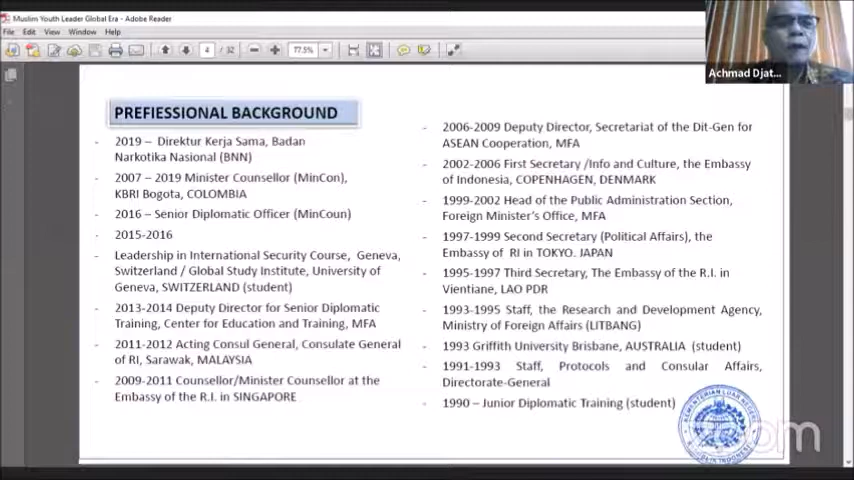 Muslim Youth Leader Global Era - Adobe Reader
File Edit View Window Help
4 / 32 77.5%
Achmad Djat...
PREFIESSIONAL BACKGROUND
- 2019 – Direktur Kerja Sama, Badan
Narkotika Nasional (BNN)
- 2007 – 2019 Minister Counsellor (MinCon),
KBRI Bogota, COLOMBIA
- 2016 – Senior Diplomatic Officer (MinCoun)
- 2015-2016
- Leadership in International Security Course, Geneva,
Switzerland / Global Study Institute, University of
Geneva, SWITZERLAND (student)
- 2013-2014 Deputy Director for Senior Diplomatic
Training, Center for Education and Training, MFA
- 2011-2012 Acting Consul General, Consulate General
of RI, Sarawak, MALAYSIA
- 2009-2011 Counsellor/Minister Counsellor at the
Embassy of the R.I. in SINGAPORE
- 2006-2009 Deputy Director, Secretariat of the Dit-Gen for
ASEAN Cooperation, MFA
- 2002-2006 First Secretary /Info and Culture, the Embassy
of Indonesia, COPENHAGEN, DENMARK
- 1999-2002 Head of the Public Administration Section,
Foreign Minister's Office, MFA
- 1997-1999 Second Secretary (Political Affairs), the
Embassy of RI in TOKYO. JAPAN
- 1995-1997 Third Secretary, The Embassy of the R.I. in
Vientiane, LAO PDR
- 1993-1995 Staff, the Research and Development Agency,
Ministry of Foreign Affairs (LITBANG)
- 1993 Griffith University Brisbane, AUSTRALIA (student)
- 1991-1993 Staff, Protocols and Consular Affairs,
Directorate-General
- 1990 – Junior Diplomatic Training (student)
zoom